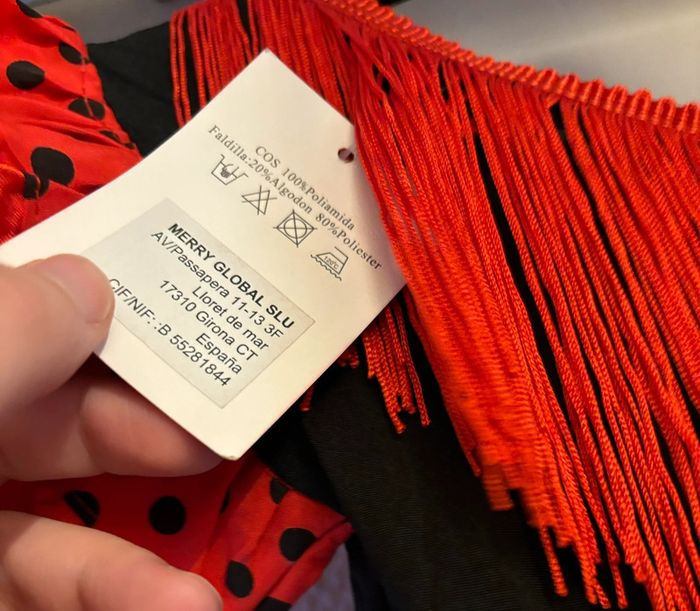 COS 100%Poliamida
Faldilla:20%Algodon 80%Poliester
MERRY GLOBAL SLU
AV/Passapera 11-13 3F
Lloret de mar
17310 Girona CT
España
CIF/NIF: :B 55281844